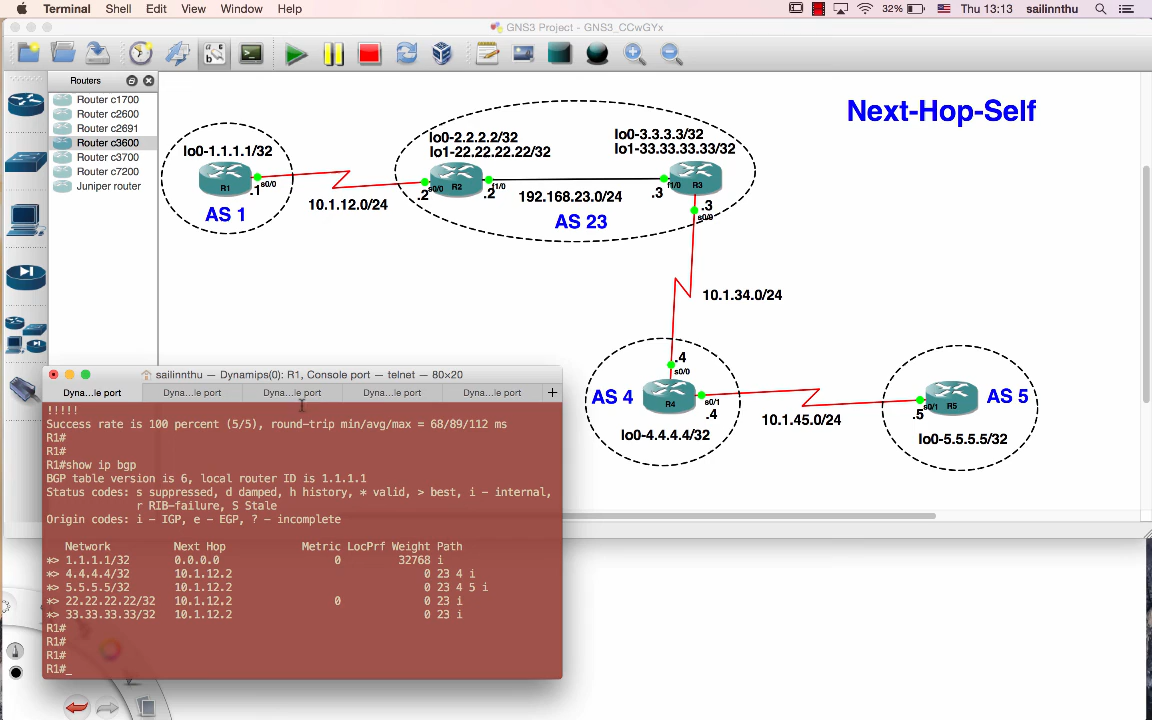 Terminal Shell Edit View Window Help
32% Thu 13:13 sailinnthu
GNS3 Project - GNS3_CCwGYx
Routers
Router c1700
Router c2600
Router c2691
Router c3600
Router c3700
Router c7200
Juniper router
Next-Hop-Self
lo0-1.1.1.1/32
R1
.1
s0/0
AS 1
10.1.12.0/24
lo0-2.2.2.2/32
lo1-22.22.22.22/32
.2
s0/0
R2
.2
f1/0
192.168.23.0/24
AS 23
lo0-3.3.3.3/32
lo1-33.33.33.33/32
.3
f1/0
R3
.3
s0/0
10.1.34.0/24
.4
s0/0
AS 4
R4
s0/1
.4
lo0-4.4.4.4/32
10.1.45.0/24
.5
s0/1
R5
AS 5
lo0-5.5.5.5/32
sailinnthu — Dynamips(0): R1, Console port — telnet — 80×20
Dyna...le port Dyna...le port Dyna...le port Dyna...le port Dyna...le port +
!!!!!
Success rate is 100 percent (5/5), round-trip min/avg/max = 68/89/112 ms
R1#
R1#
R1#show ip bgp
BGP table version is 6, local router ID is 1.1.1.1
Status codes: s suppressed, d damped, h history, * valid, > best, i - internal,
r RIB-failure, S Stale
Origin codes: i - IGP, e - EGP, ? - incomplete
Network Next Hop Metric LocPrf Weight Path
*> 1.1.1.1/32 0.0.0.0 0 32768 i
*> 4.4.4.4/32 10.1.12.2 0 23 4 i
*> 5.5.5.5/32 10.1.12.2 0 23 4 5 i
*> 22.22.22.22/32 10.1.12.2 0 0 23 i
*> 33.33.33.33/32 10.1.12.2 0 23 i
R1#
R1#
R1#
R1#_